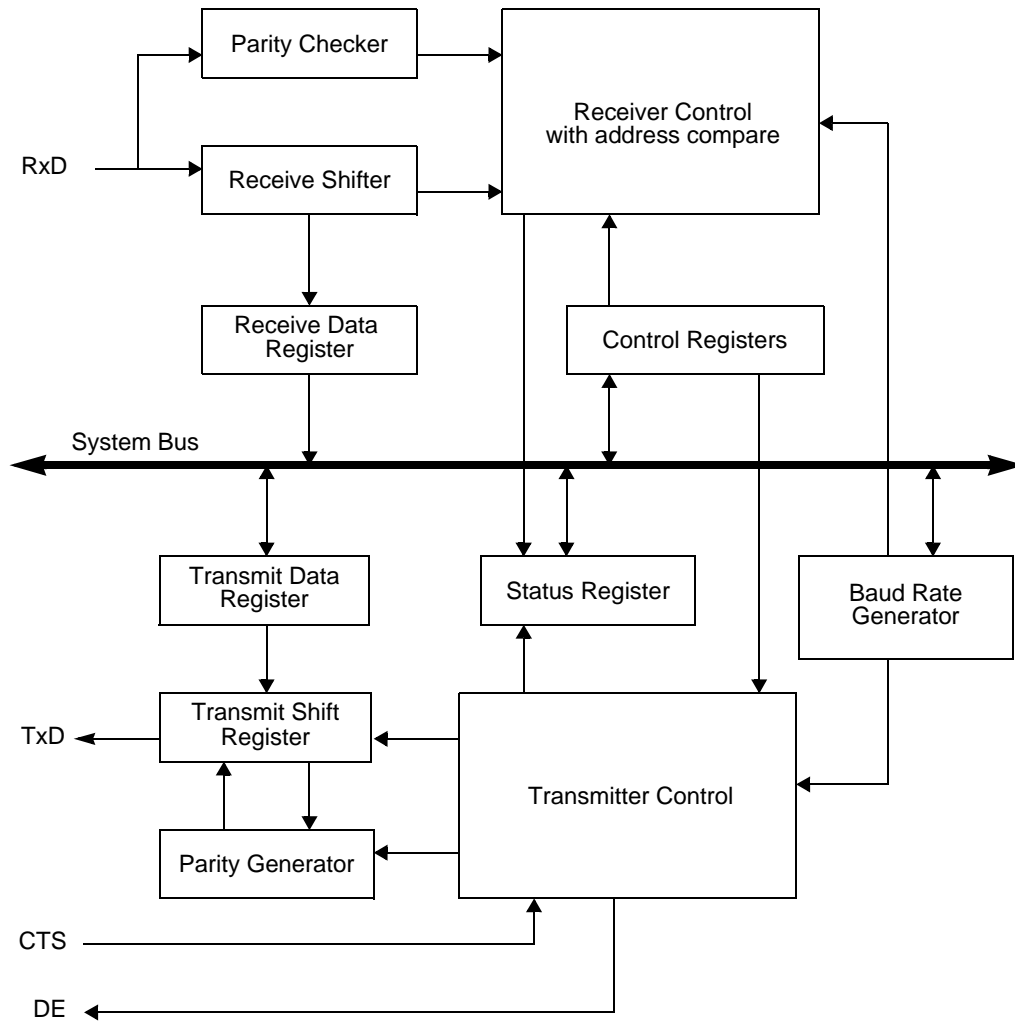 Parity Checker
Receiver Control
with address compare
RxD
Receive Shifter
Receive Data
Register
Control Registers
System Bus
Transmit Data
Register
Status Register
Baud Rate
Generator
Transmit Shift
Register
TxD
Transmitter Control
Parity Generator
CTS
DE